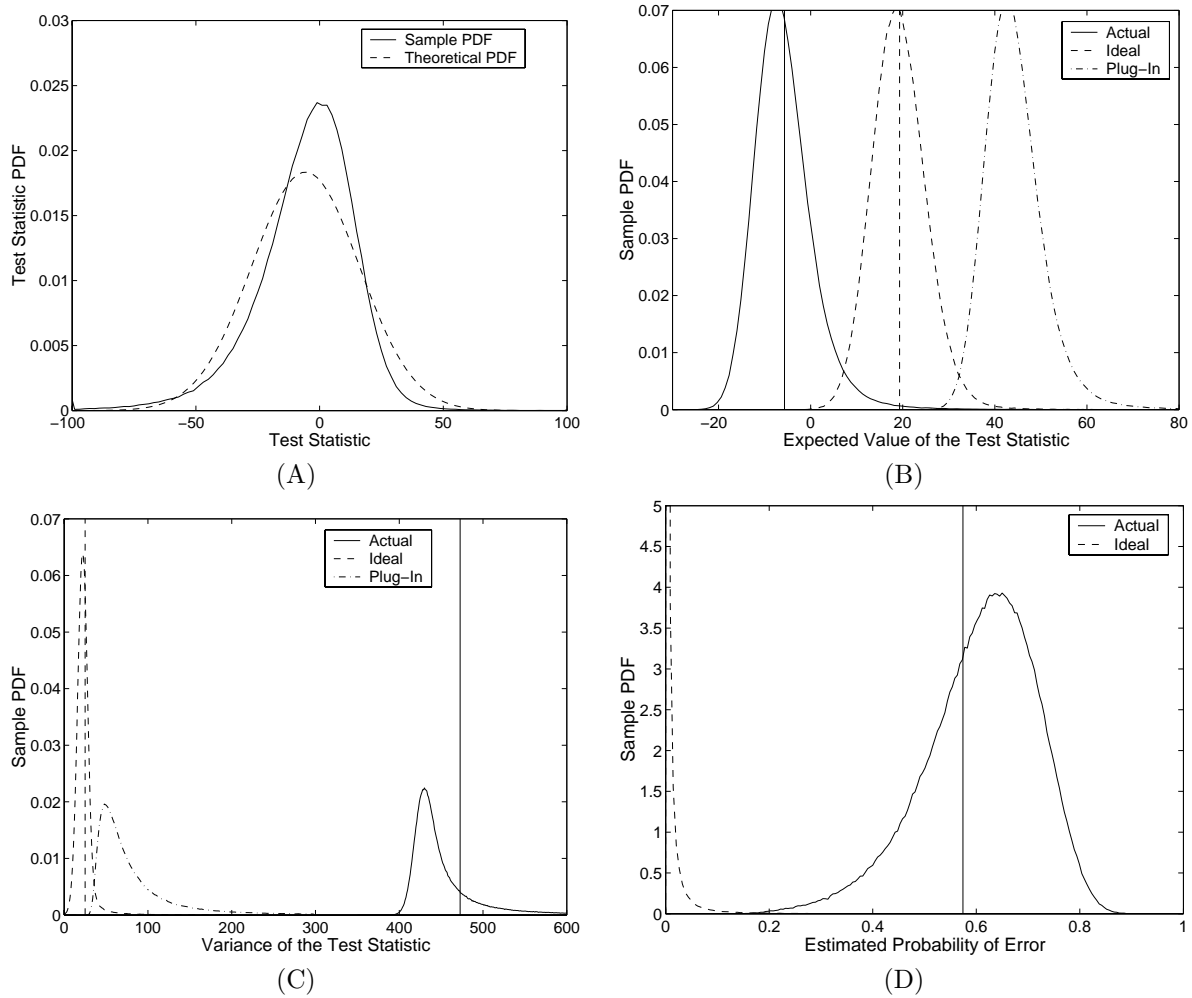 0.03
0.025
0.02
0.015
0.01
0.005
0
Test Statistic PDF
Sample PDF
Theoretical PDF
−100
−50
0
50
100
Test Statistic
(A)
0.07
0.06
0.05
0.04
0.03
0.02
0.01
0
Sample PDF
Actual
Ideal
Plug−In
−20
0
20
40
60
80
Expected Value of the Test Statistic
(B)
0.07
0.06
0.05
0.04
0.03
0.02
0.01
0
Sample PDF
Actual
Ideal
Plug−In
0
100
200
300
400
500
600
Variance of the Test Statistic
(C)
5
4.5
4
3.5
3
2.5
2
1.5
1
0.5
0
Sample PDF
Actual
Ideal
0
0.2
0.4
0.6
0.8
1
Estimated Probability of Error
(D)